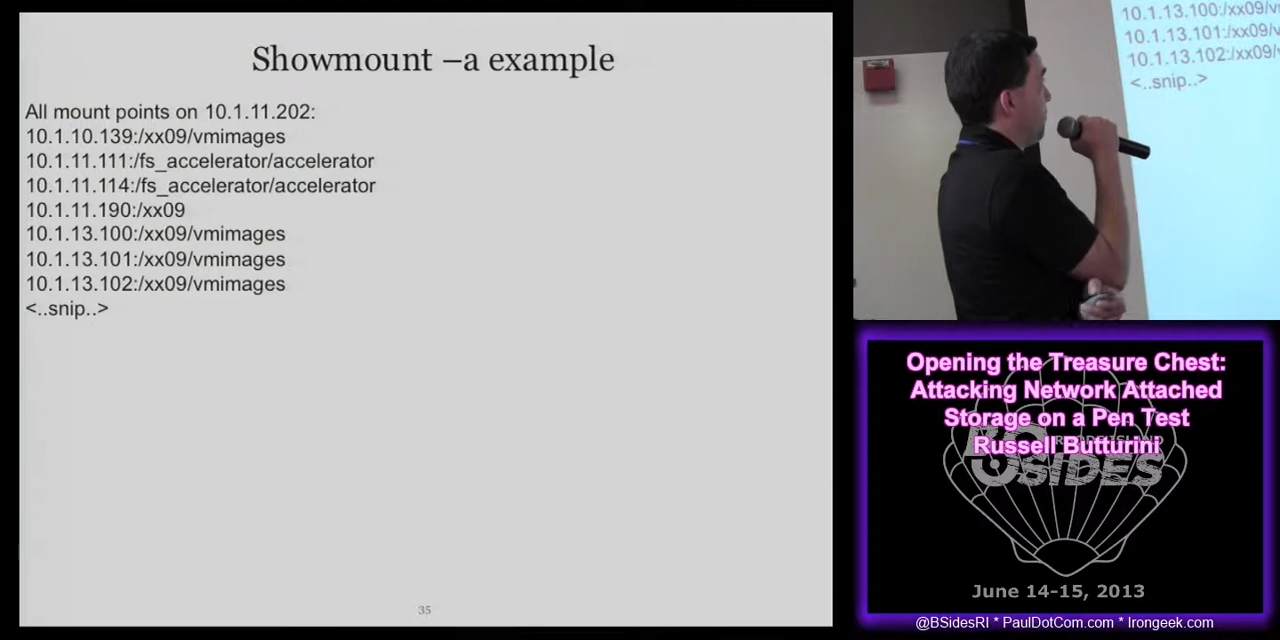 Showmount –a example
All mount points on 10.1.11.202:
10.1.10.139:/xx09/vmimages
10.1.11.111:/fs_accelerator/accelerator
10.1.11.114:/fs_accelerator/accelerator
10.1.11.190:/xx09
10.1.13.100:/xx09/vmimages
10.1.13.101:/xx09/vmimages
10.1.13.102:/xx09/vmimages
<..snip..>
35
10.1.13.100:/xx09/v
10.1.13.101:/xx09/
10.1.13.102:/xx09/
<..snip..>
Opening the Treasure Chest:
Attacking Network Attached
Storage on a Pen Test
Russell Butturini
BSIDES
June 14-15, 2013
@BSidesRI * PaulDotCom.com * Irongeek.com